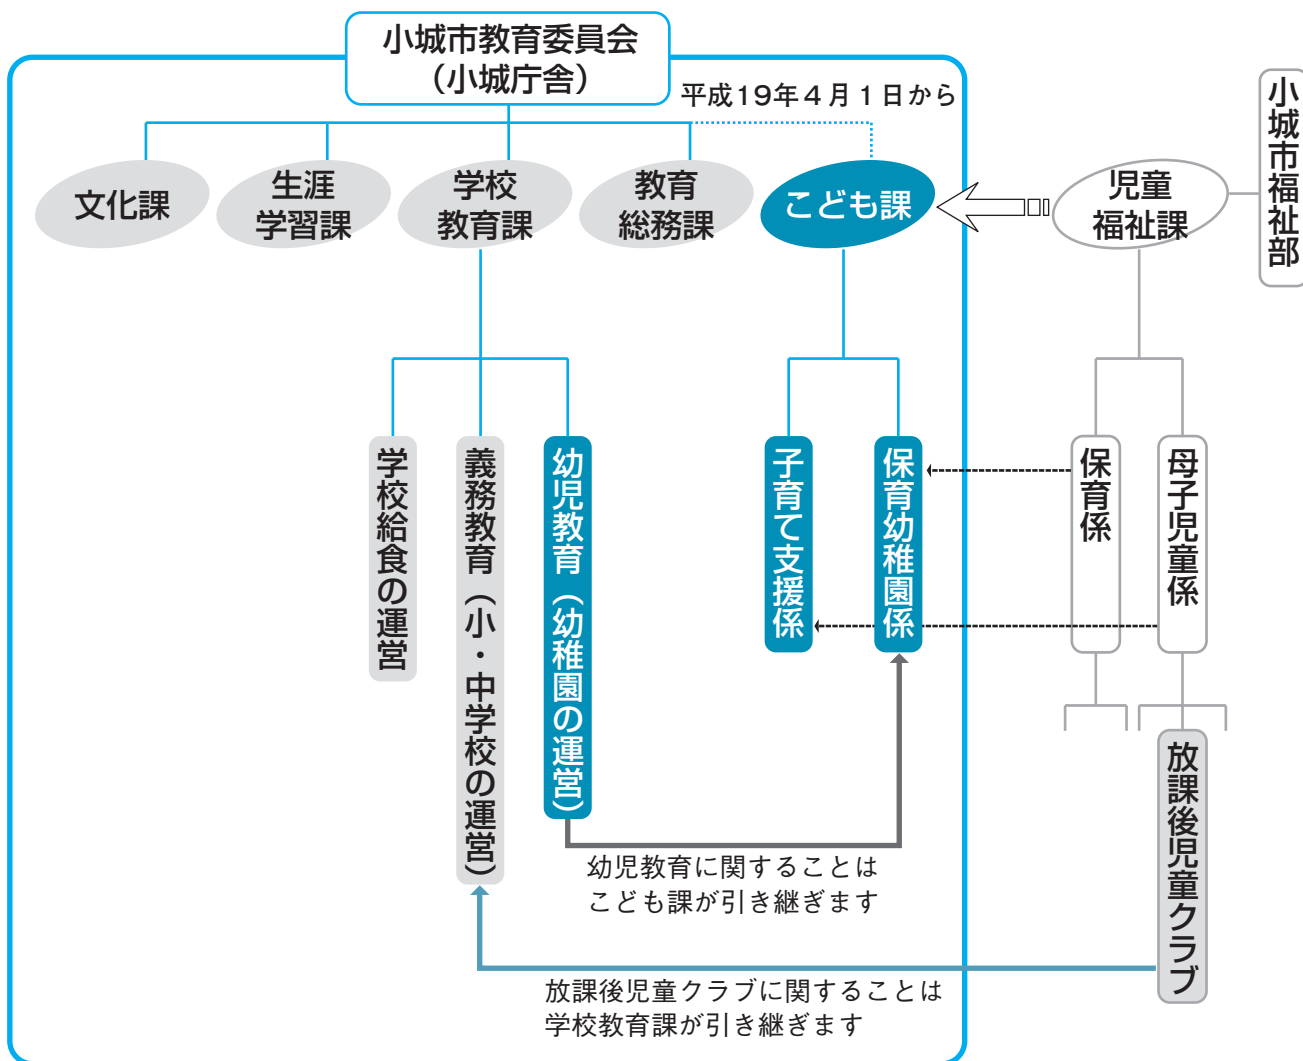 小城市教育委員会
（小城庁舎）
平成19年４月１日から
文化課
生涯
学習課
学校
教育課
教育
総務課
こども課
児童
福祉課
小城市福祉部
学校給食の運営
義務教育（小・中学校の運営）
幼児教育（幼稚園の運営）
子育て支援係
保育幼稚園係
保育係
母子児童係
放課後児童クラブ
幼児教育に関することは
こども課が引き継ぎます
放課後児童クラブに関することは
学校教育課が引き継ぎます